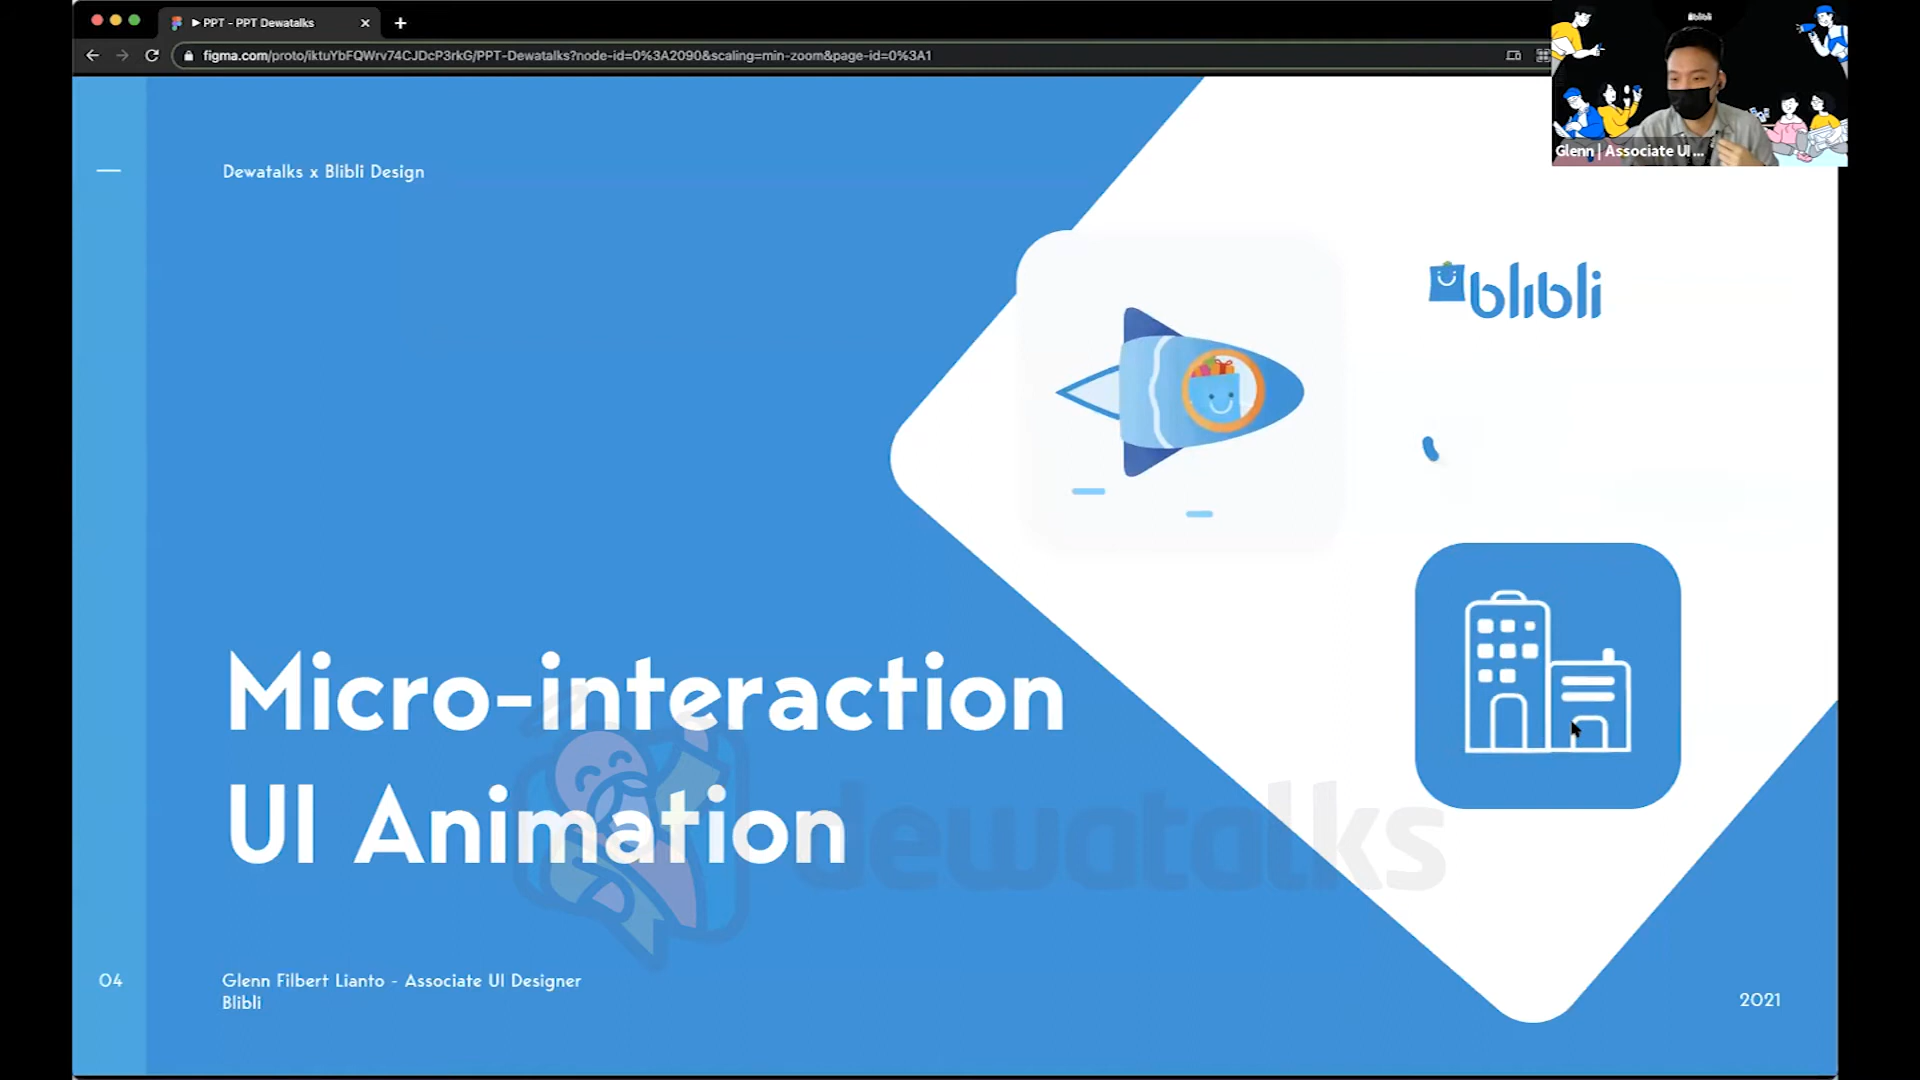 PPT - PPT Dewatalks
figma.com/proto/iktuYbFQWrv74CJDcP3rkG/PPT-Dewatalks?node-id=0%3A2090&scaling=min-zoom&page-id=0%3A1
blibli
Glenn | Associate UI ...
Dewatalks x Blibli Design
blibli
Micro-interaction
UI Animation
dewatalks
04
Glenn Filbert Lianto - Associate UI Designer
Blibli
2021